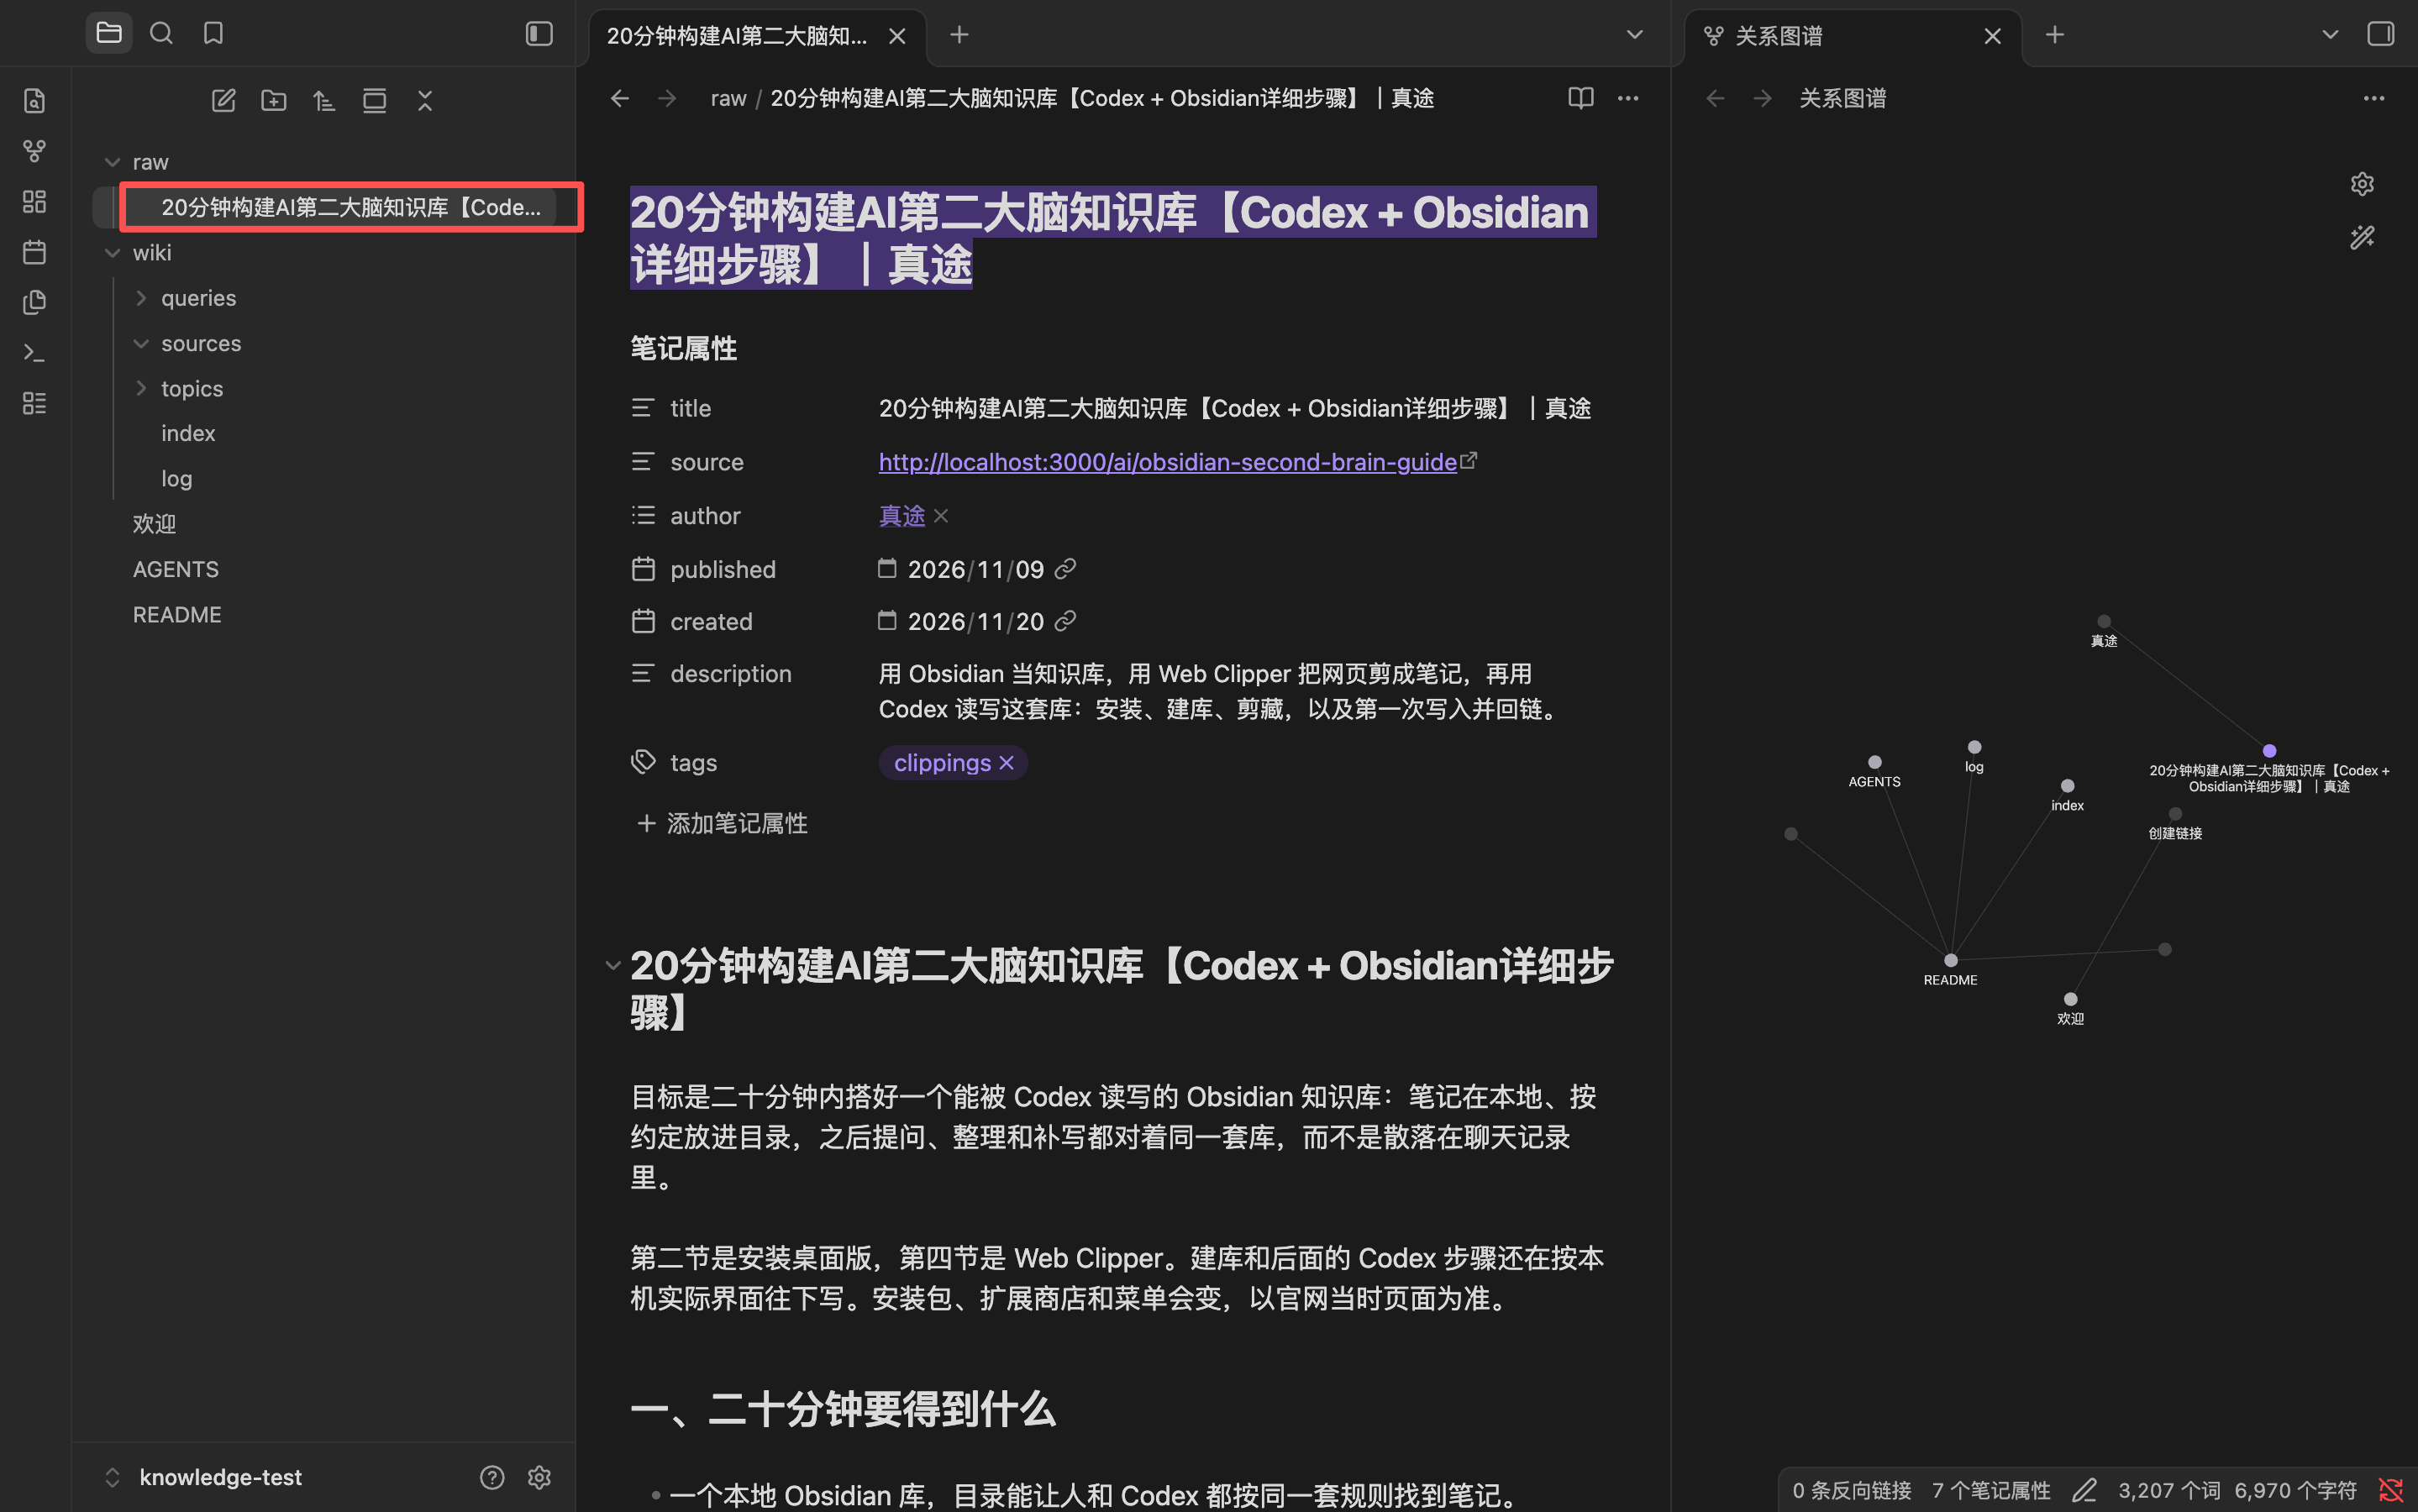 20分钟构建AI第二大脑知...
关系图谱
raw / 20分钟构建AI第二大脑知识库【Codex + Obsidian详细步骤】｜真途
关系图谱
raw
20分钟构建AI第二大脑知识库【Code...
wiki
queries
sources
topics
index
log
欢迎
AGENTS
README
knowledge-test
20分钟构建AI第二大脑知识库【Codex + Obsidian
详细步骤】｜真途
笔记属性
title 20分钟构建AI第二大脑知识库【Codex + Obsidian详细步骤】｜真途
source http://localhost:3000/ai/obsidian-second-brain-guide
author 真途
published 2026/11/09
created 2026/11/20
description 用 Obsidian 当知识库，用 Web Clipper 把网页剪成笔记，再用
Codex 读写这套库：安装、建库、剪藏，以及第一次写入并回链。
tags clippings
添加笔记属性
20分钟构建AI第二大脑知识库【Codex + Obsidian详细步
骤】
目标是二十分钟内搭好一个能被 Codex 读写的 Obsidian 知识库：笔记在本地、按
约定放进目录，之后提问、整理和补写都对着同一套库，而不是散落在聊天记录
里。
第二节是安装桌面版，第四节是 Web Clipper。建库和后面的 Codex 步骤还在按本
机实际界面往下写。安装包、扩展商店和菜单会变，以官网当时页面为准。
一、二十分钟要得到什么
一个本地 Obsidian 库，目录能让人和 Codex 都按同一套规则找到笔记。
真途
AGENTS
log
index
20分钟构建AI第二大脑知识库【Codex +
Obsidian详细步骤】｜真途
创建链接
README
欢迎
0 条反向链接 7 个笔记属性 3,207 个词 6,970 个字符